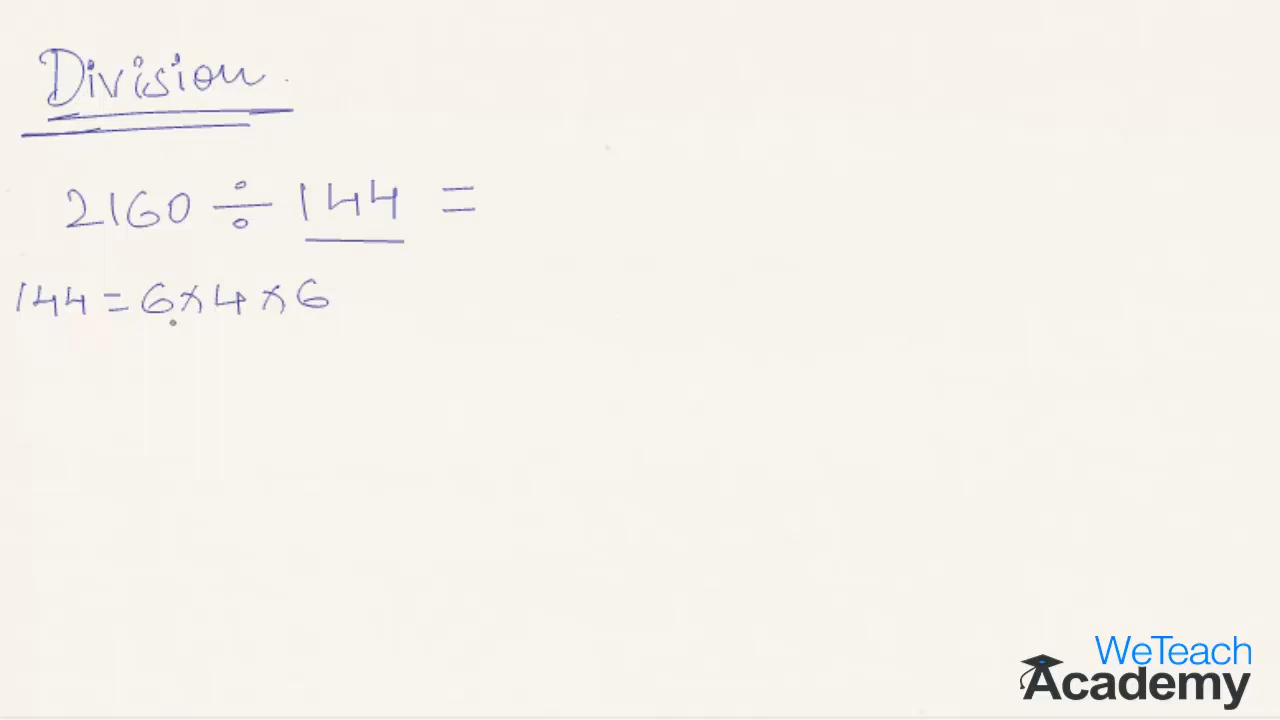 Division
2160 ÷ 144 =
144 = 6 × 4 × 6
WeTeach
Academy